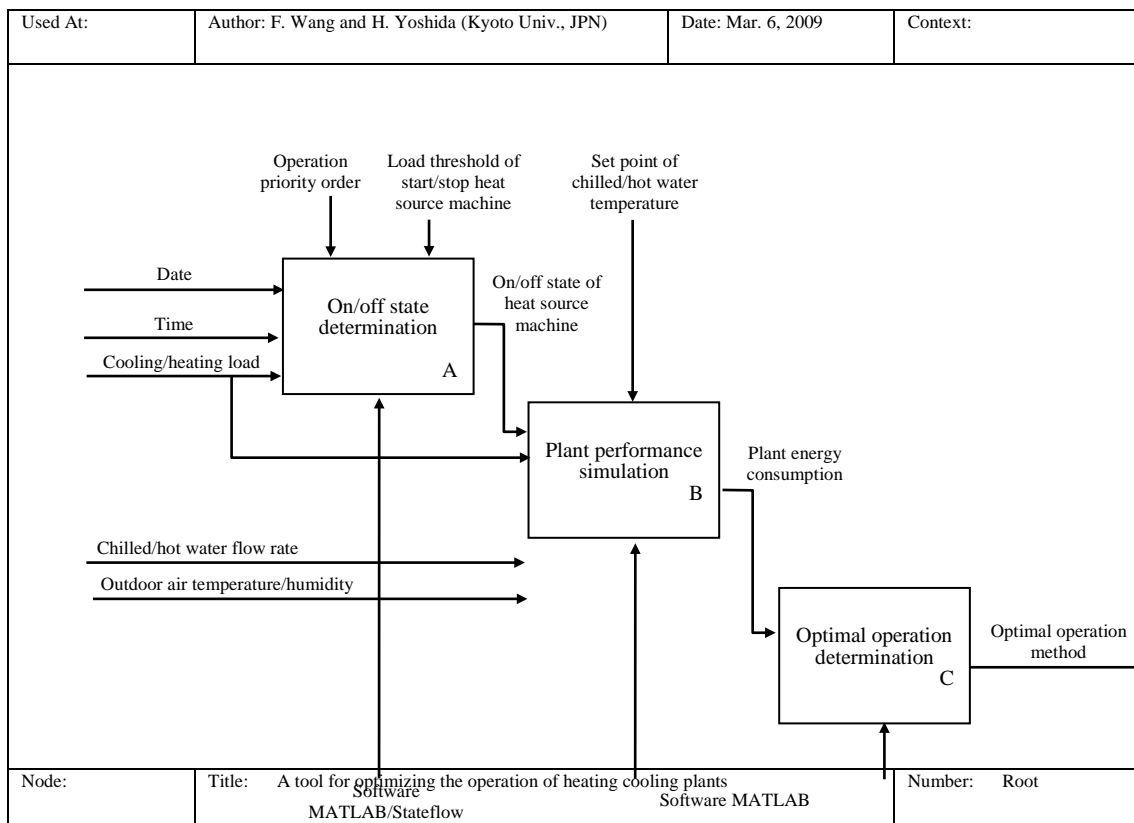 Used At:
Author: F. Wang and H. Yoshida (Kyoto Univ., JPN)
Date: Mar. 6, 2009
Context:
Operation
priority order
Load threshold of
start/stop heat
source machine
Set point of
chilled/hot water
temperature
Date
Time
Cooling/heating load
On/off state
determination
A
On/off state of
heat source
machine
Plant performance
simulation
B
Plant energy
consumption
Chilled/hot water flow rate
Outdoor air temperature/humidity
Optimal operation
determination
C
Optimal operation
method
Node:
Title: A tool for optimizing the operation of heating cooling plants
Number: Root
Software
MATLAB/Stateflow
Software MATLAB